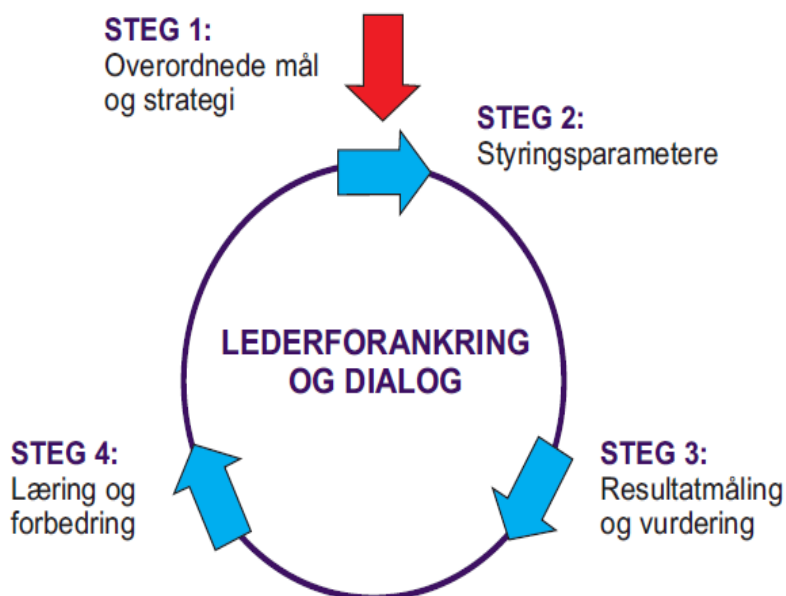 STEG 1:
Overordnede mål
og strategi
STEG 2:
Styringsparametere
LEDERFORANKRING
OG DIALOG
STEG 3:
Resultatmåling
og vurdering
STEG 4:
Læring og
forbedring